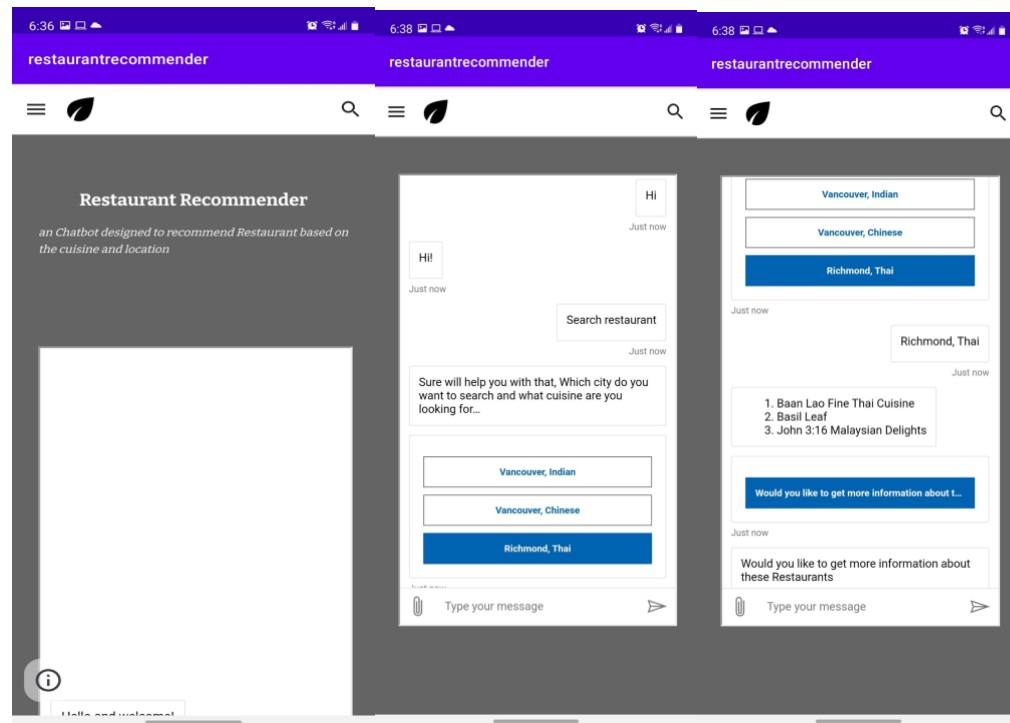 6:36
restaurantrecommender
Restaurant Recommender
an Chatbot designed to recommend Restaurant based on
the cuisine and location
Hello and welcome!
6:38
restaurantrecommender
Hi
Just now
Hi!
Just now
Search restaurant
Just now
Sure will help you with that, Which city do you
want to search and what cuisine are you
looking for...
Vancouver, Indian
Vancouver, Chinese
Richmond, Thai
Just now
Type your message
6:38
restaurantrecommender
Vancouver, Indian
Vancouver, Chinese
Richmond, Thai
Just now
Richmond, Thai
Just now
1. Baan Lao Fine Thai Cuisine
2. Basil Leaf
3. John 3:16 Malaysian Delights
Would you like to get more information about t...
Just now
Would you like to get more information about
these Restaurants
Type your message